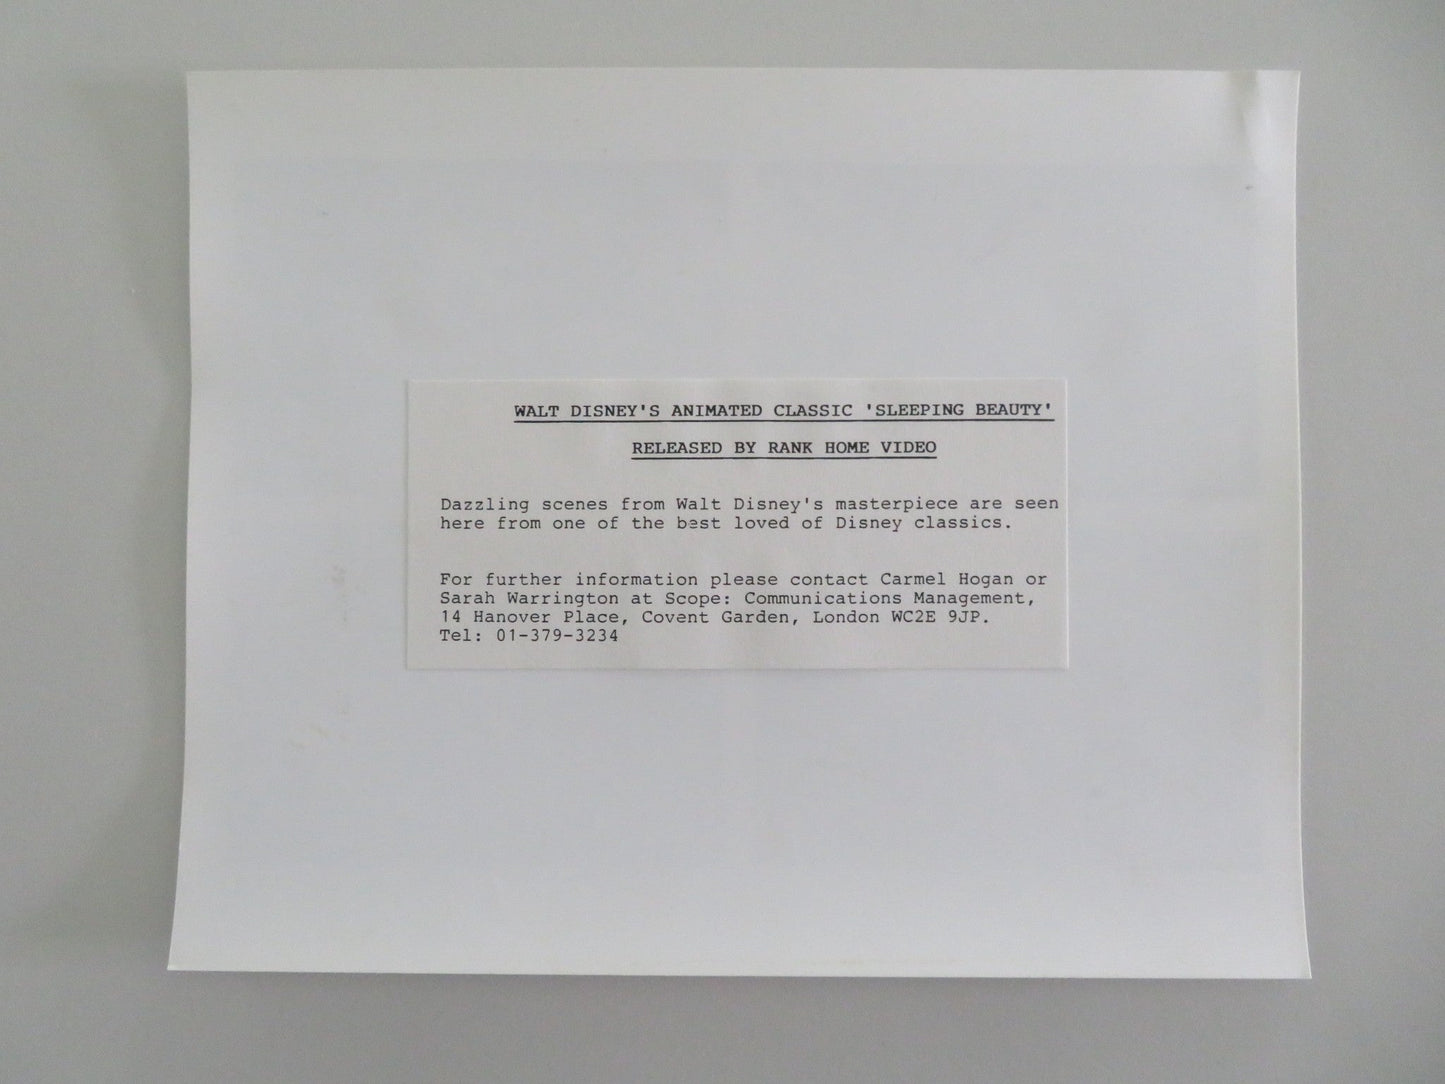 WALT DISNEY'S ANIMATED CLASSIC 'SLEEPING BEAUTY'
RELEASED BY RANK HOME VIDEO
Dazzling scenes from Walt Disney's masterpiece are seen
here from one of the best loved of Disney classics.
For further information please contact Carmel Hogan or
Sarah Warrington at Scope: Communications Management,
14 Hanover Place, Covent Garden, London WC2E 9JP.
Tel: 01-379-3234